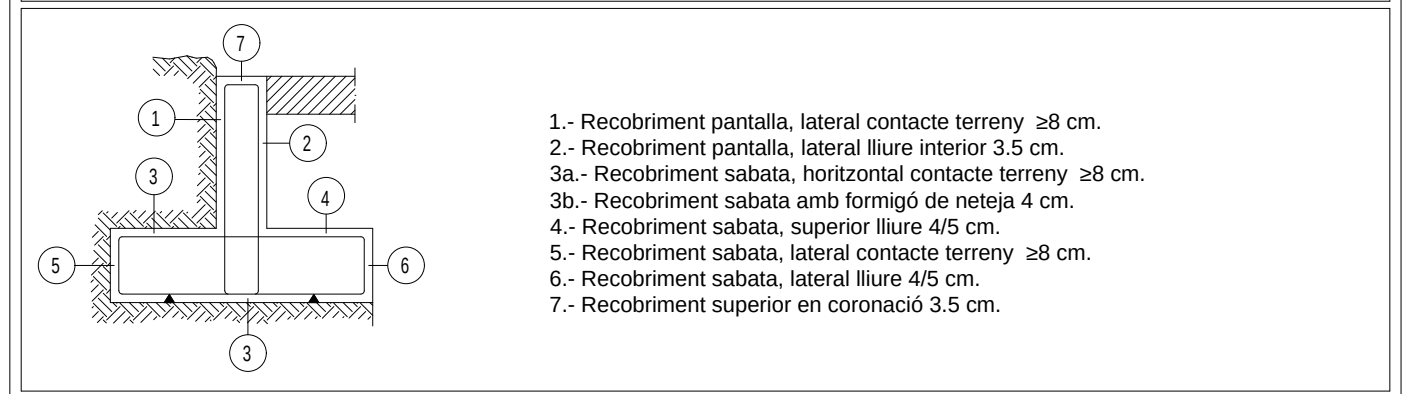 7
1
2
3
4
5
6
3
1.- Recobriment pantalla, lateral contacte terreny ≥8 cm.
2.- Recobriment pantalla, lateral lliure interior 3.5 cm.
3a.- Recobriment sabata, horitzontal contacte terreny ≥8 cm.
3b.- Recobriment sabata amb formigó de neteja 4 cm.
4.- Recobriment sabata, superior lliure 4/5 cm.
5.- Recobriment sabata, lateral contacte terreny ≥8 cm.
6.- Recobriment sabata, lateral lliure 4/5 cm.
7.- Recobriment superior en coronació 3.5 cm.